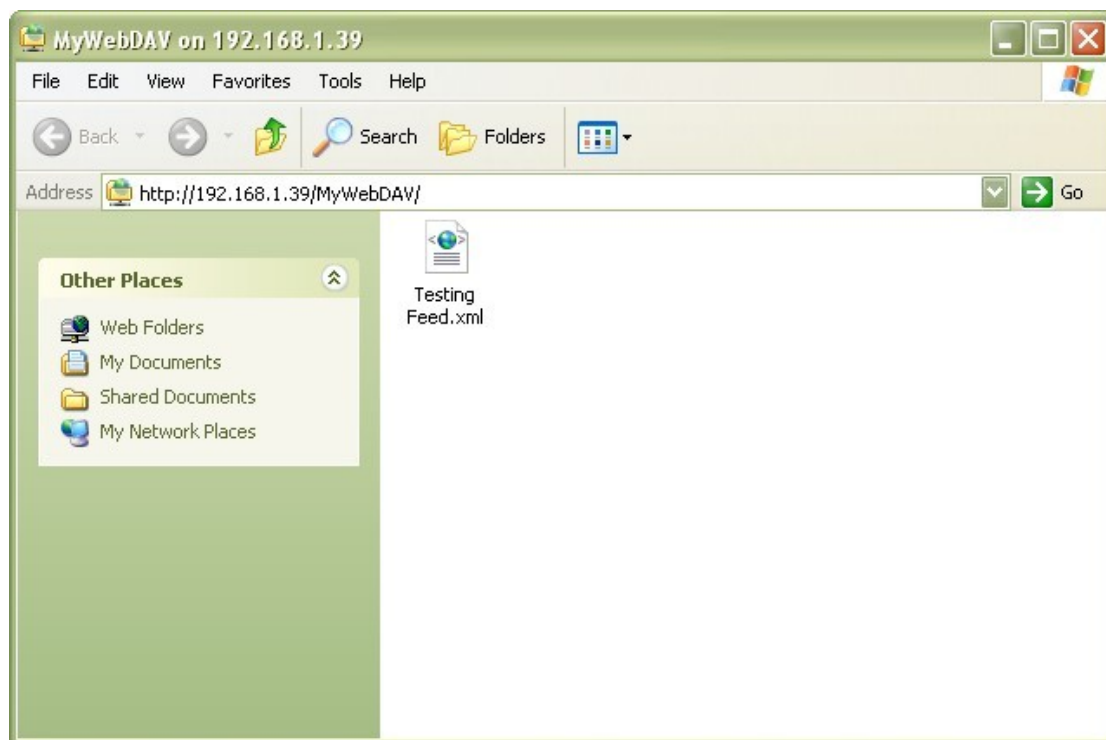 MyWebDAV on 192.168.1.39
File Edit View Favorites Tools Help
Back Search Folders
Address http://192.168.1.39/MyWebDAV/ Go
Other Places
Web Folders
My Documents
Shared Documents
My Network Places
Testing
Feed.xml